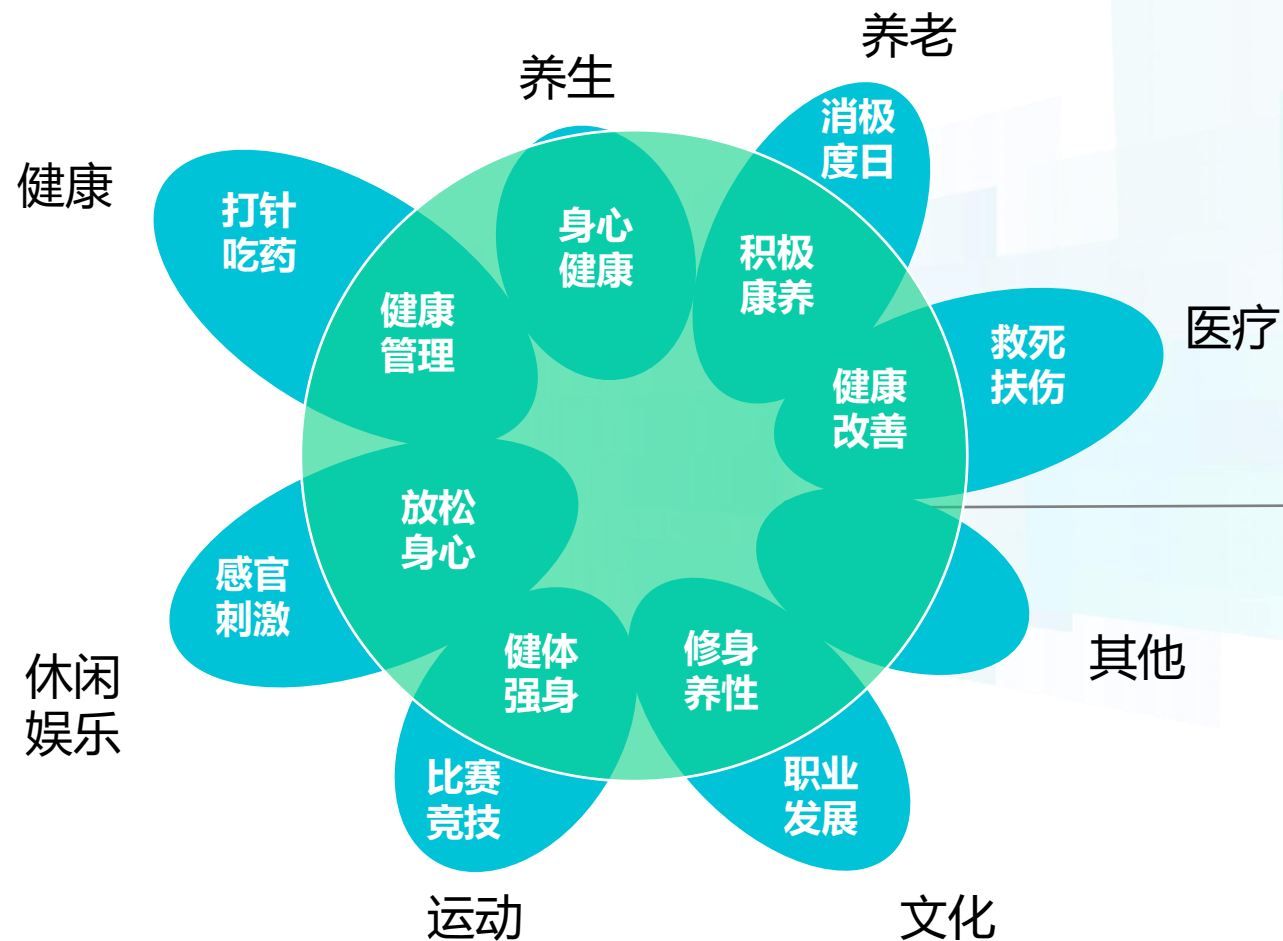 养老
养生
健康
消极
度日
打针
吃药
身心
健康
积极
康养
健康
管理
医疗
救死
扶伤
健康
改善
放松
身心
感官
刺激
健体
强身
修身
养性
其他
休闲
娱乐
比赛
竞技
职业
发展
运动
文化